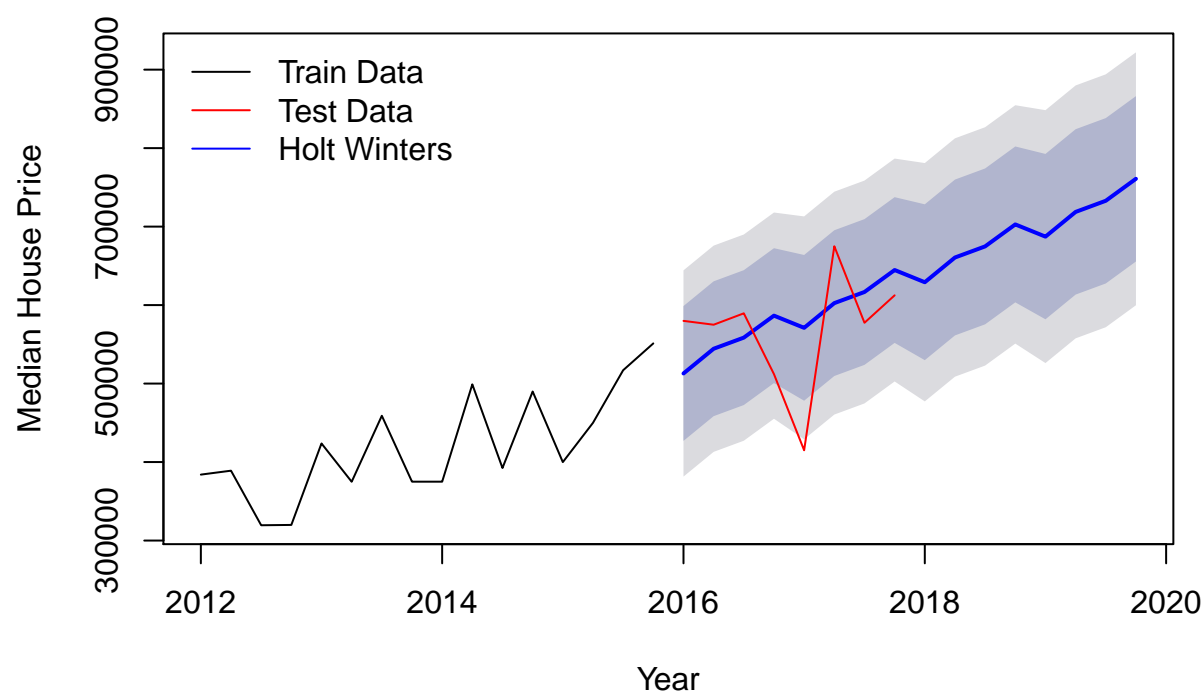 Train Data
Test Data
Holt Winters
Median House Price
900000
700000
500000
300000
2012 2014 2016 2018 2020
Year